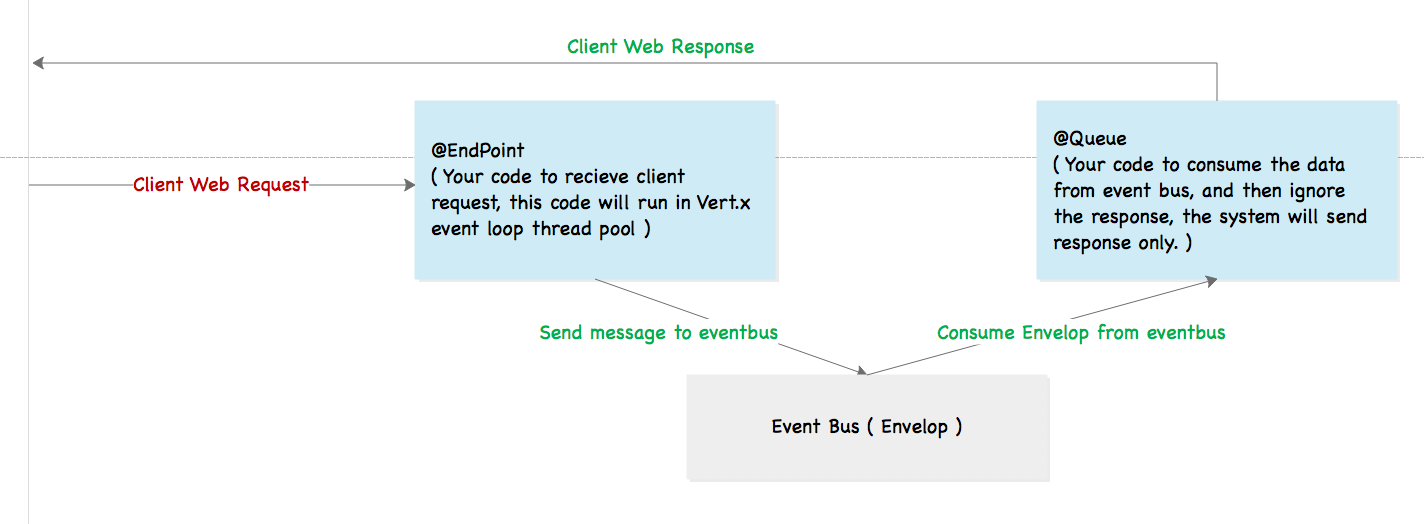 Client Web Response
@EndPoint
( Your code to recieve client
request, this code will run in Vert.x
event loop thread pool )
@Queue
( Your code to consume the data
from event bus, and then ignore
the response, the system will send
response only. )
Client Web Request
Send message to eventbus
Consume Envelop from eventbus
Event Bus ( Envelop )